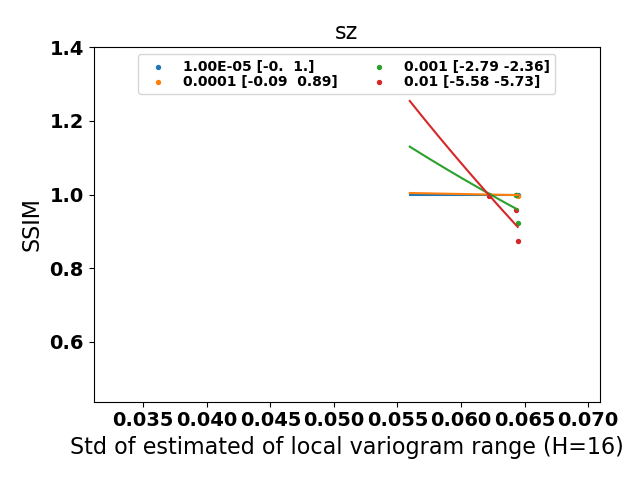 sz
1.00E-05 [-0.  1.]
0.0001 [-0.09  0.89]
0.001 [-2.79 -2.36]
0.01 [-5.58 -5.73]
1.4
1.2
1.0
0.8
0.6
SSIM
0.035 0.040 0.045 0.050 0.055 0.060 0.065 0.070
Std of estimated of local variogram range (H=16)